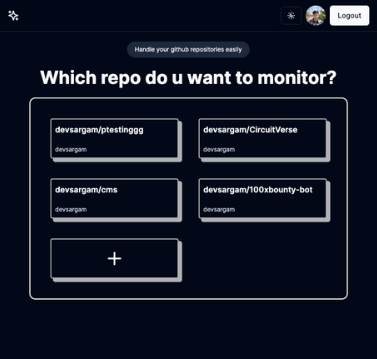 Logout
Handle your github repositories easily
Which repo do u want to monitor?
devsargam/ptestinggg
devsargam
devsargam/CircuitVerse
devsargam
devsargam/cms
devsargam
devsargam/100xbounty-bot
devsargam